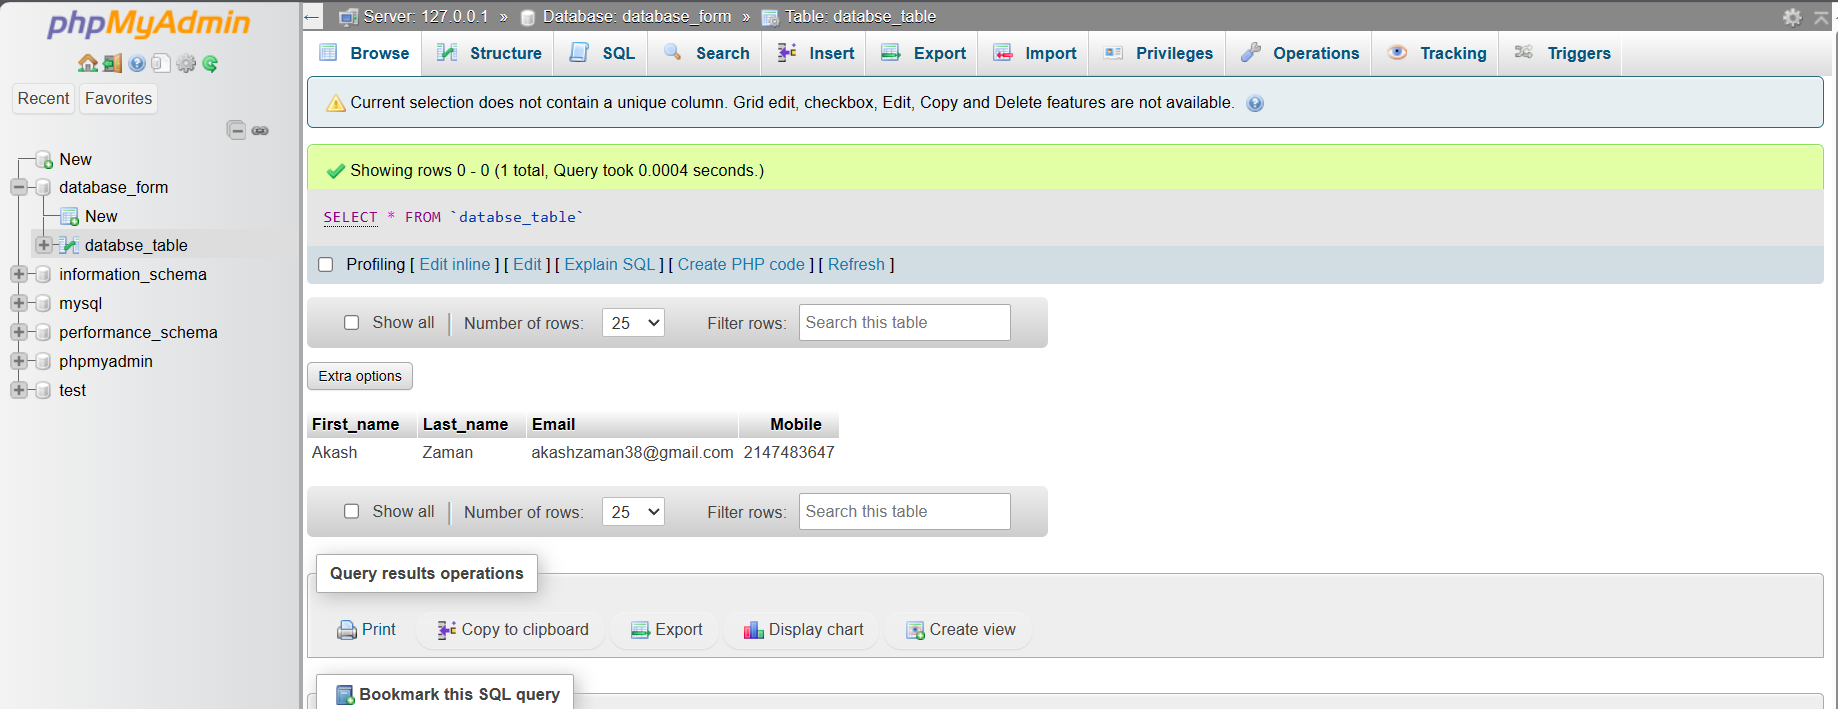 phpMyAdmin
Recent Favorites
New
database_form
New
databse_table
information_schema
mysql
performance_schema
phpmyadmin
test
Server: 127.0.0.1 » Database: database_form » Table: databse_table
Browse Structure SQL Search Insert Export Import Privileges Operations Tracking Triggers
Current selection does not contain a unique column. Grid edit, checkbox, Edit, Copy and Delete features are not available.
Showing rows 0 - 0 (1 total, Query took 0.0004 seconds.)
SELECT * FROM `databse_table`
Profiling [ Edit inline ] [ Edit ] [ Explain SQL ] [ Create PHP code ] [ Refresh ]
Show all Number of rows: 25 Filter rows: Search this table
Extra options
First_name Last_name Email Mobile
Akash Zaman akashzaman38@gmail.com 2147483647
Show all Number of rows: 25 Filter rows: Search this table
Query results operations
Print Copy to clipboard Export Display chart Create view
Bookmark this SQL query